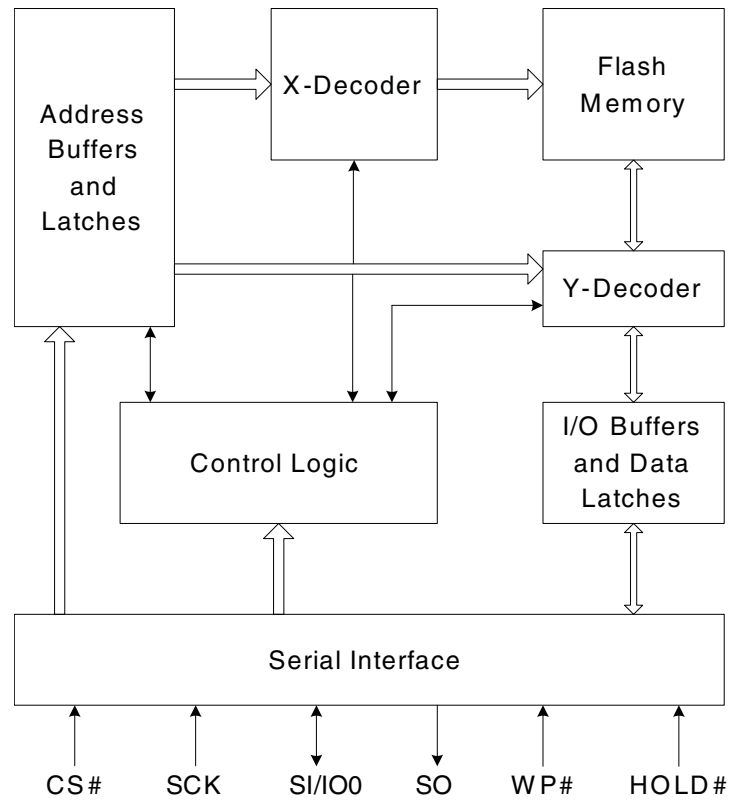 Address
Buffers
and
Latches
X-Decoder
Flash
Memory
Y-Decoder
Control Logic
I/O Buffers
and Data
Latches
Serial Interface
CS# SCK SI/IO0 SO WP# HOLD#